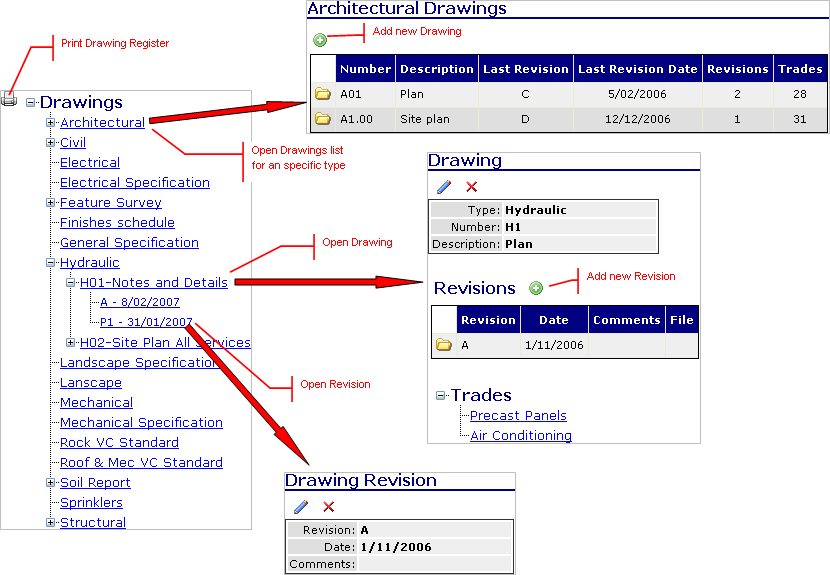 Print Drawing Register
Drawings
Architectural
Civil
Electrical
Electrical Specification
Feature Survey
Finishes schedule
General Specification
Hydraulic
H01-Notes and Details
A - 8/02/2007
P1 - 31/01/2007
H02-Site Plan All Services
Landscape Specification
Lanscape
Mechanical
Mechanical Specification
Rock VC Standard
Roof & Mec VC Standard
Soil Report
Sprinklers
Structural
Open Drawings list
for an specific type
Open Drawing
Open Revision
Architectural Drawings
Add new Drawing
Number Description Last Revision Last Revision Date Revisions Trades
A01 Plan C 5/02/2006 2 28
A1.00 Site plan D 12/12/2006 1 31
Drawing
Type: Hydraulic
Number: H1
Description: Plan
Revisions
Add new Revision
Revision Date Comments File
A 1/11/2006
Trades
Precast Panels
Air Conditioning
Drawing Revision
Revision: A
Date: 1/11/2006
Comments: